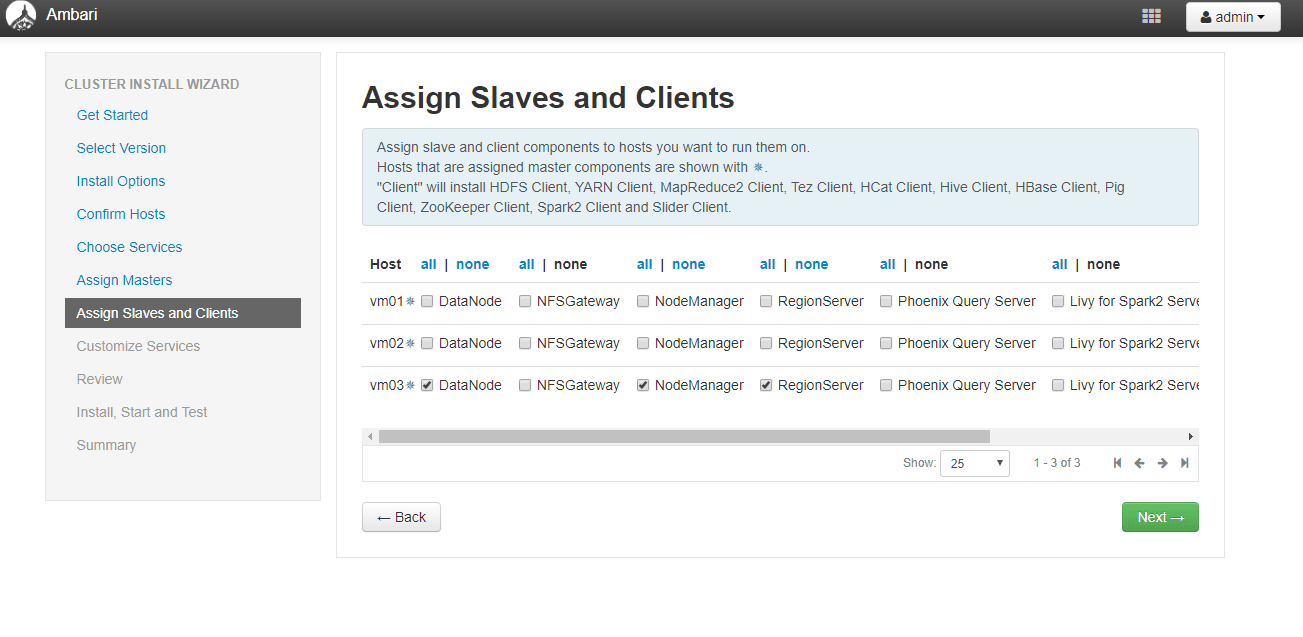 Ambari
admin
CLUSTER INSTALL WIZARD
Get Started
Select Version
Install Options
Confirm Hosts
Choose Services
Assign Masters
Assign Slaves and Clients
Customize Services
Review
Install, Start and Test
Summary
Assign Slaves and Clients
Assign slave and client components to hosts you want to run them on.
Hosts that are assigned master components are shown with ✵.
"Client" will install HDFS Client, YARN Client, MapReduce2 Client, Tez Client, HCat Client, Hive Client, HBase Client, Pig
Client, ZooKeeper Client, Spark2 Client and Slider Client.
Host all | none all | none all | none all | none all | none all | none
vm01✵ DataNode NFSGateway NodeManager RegionServer Phoenix Query Server Livy for Spark2 Serve
vm02✵ DataNode NFSGateway NodeManager RegionServer Phoenix Query Server Livy for Spark2 Serve
vm03✵ DataNode NFSGateway NodeManager RegionServer Phoenix Query Server Livy for Spark2 Serve
Show: 25 1 - 3 of 3
← Back
Next →